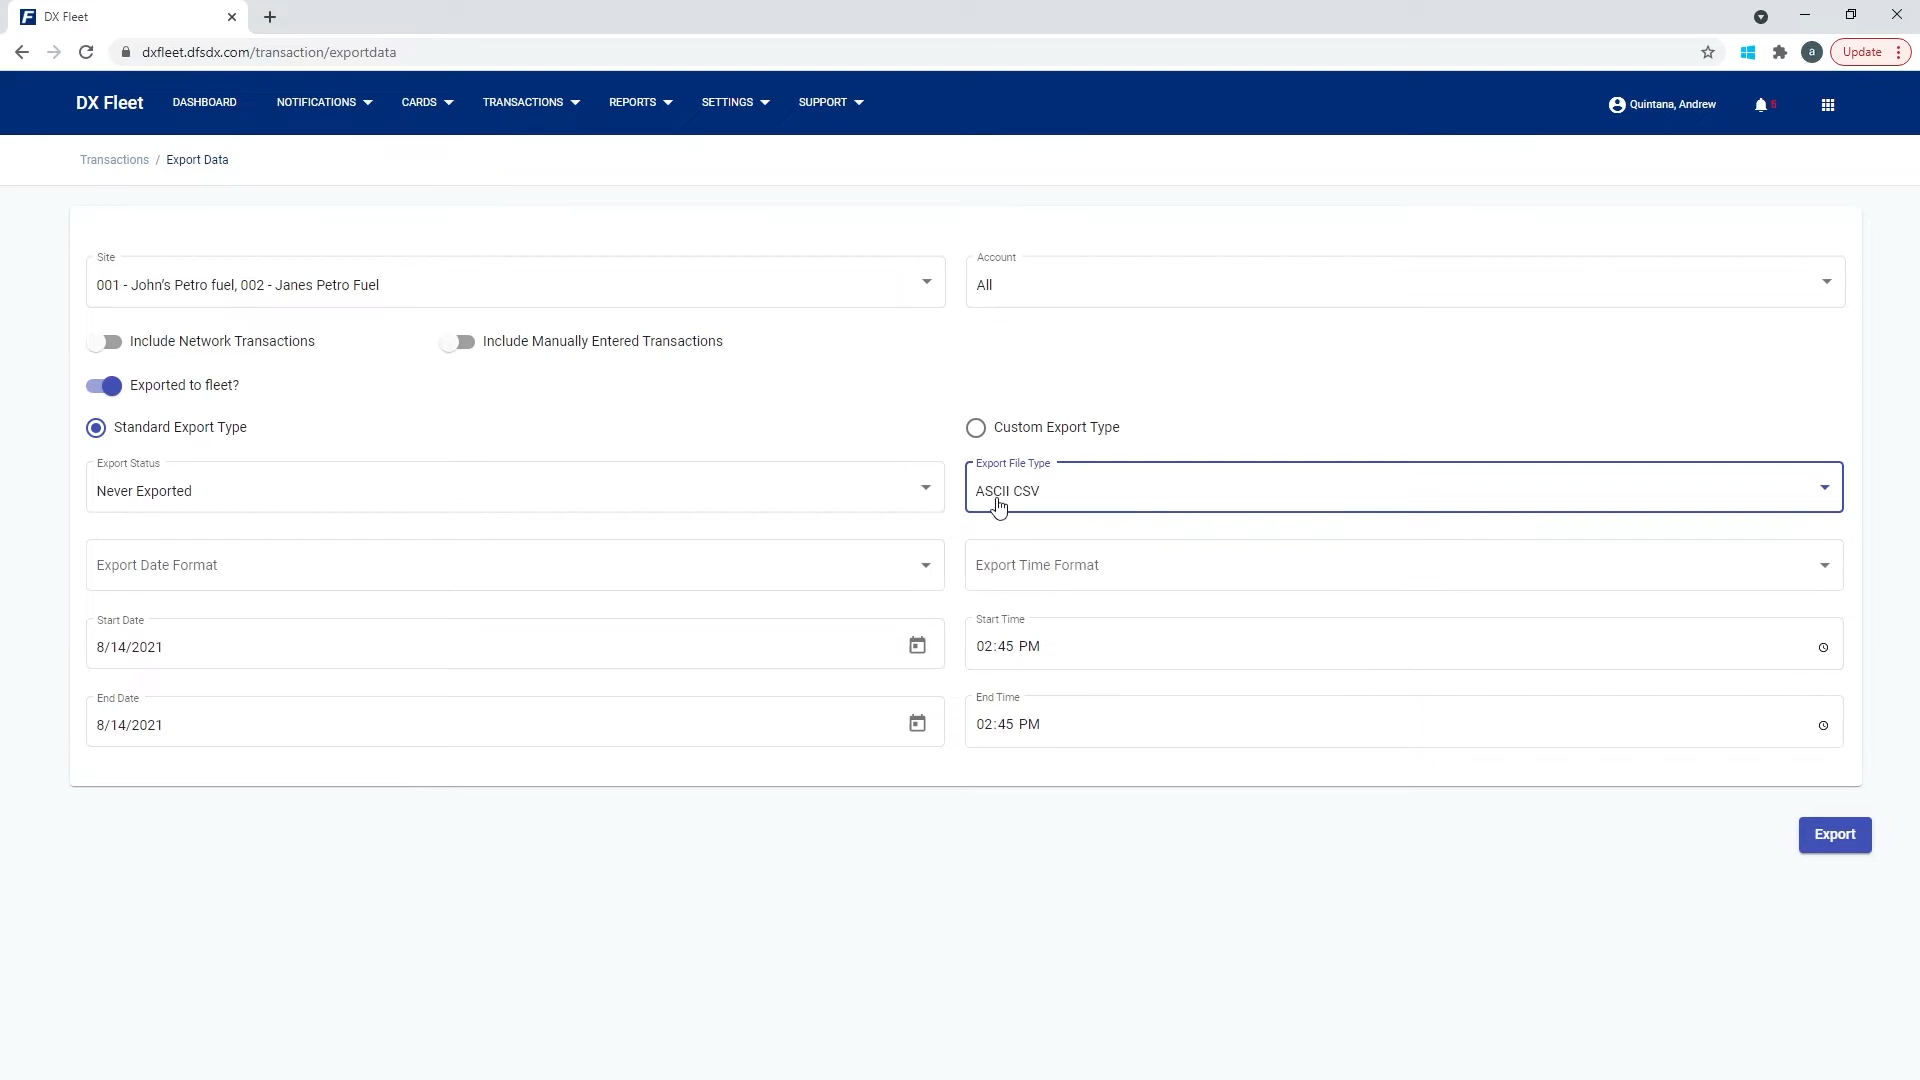 DX Fleet
dxfleet.dfsdx.com/transaction/exportdata
a
Update
DX Fleet DASHBOARD NOTIFICATIONS CARDS TRANSACTIONS REPORTS SETTINGS SUPPORT Quintana, Andrew
Transactions / Export Data
Site
001 - John's Petro fuel, 002 - Janes Petro Fuel
Account
All
Include Network Transactions
Include Manually Entered Transactions
Exported to fleet?
Standard Export Type
Custom Export Type
Export Status
Never Exported
Export File Type
ASCII CSV
Export Date Format
Export Time Format
Start Date
8/14/2021
Start Time
02:45 PM
End Date
8/14/2021
End Time
02:45 PM
Export